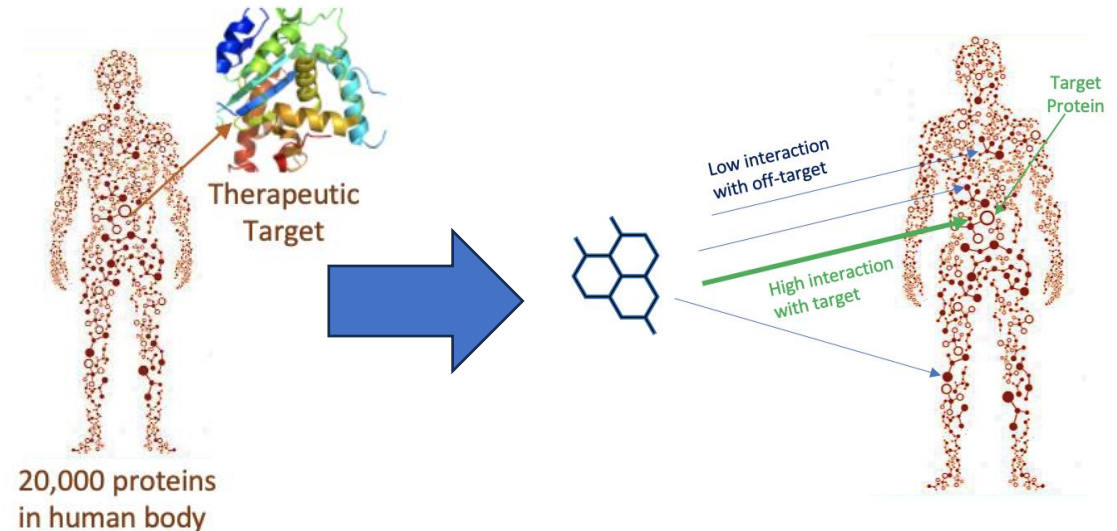 Therapeutic
Target
20,000 proteins
in human body
Low interaction
with off-target
High interaction
with target
Target
Protein